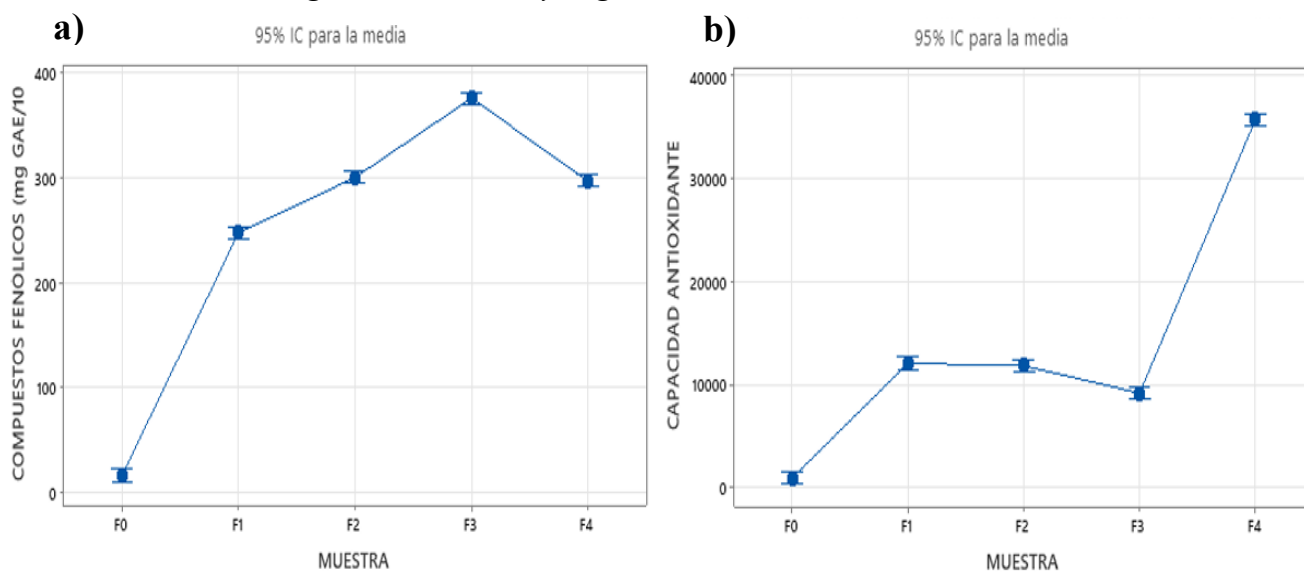 a)
95% IC para la media
COMPUESTOS FENOLICOS (mg GAE/10
400
300
200
100
0
F0 F1 F2 F3 F4
MUESTRA
b)
95% IC para la media
CAPACIDAD ANTIOXIDANTE
40000
30000
20000
10000
0
F0 F1 F2 F3 F4
MUESTRA